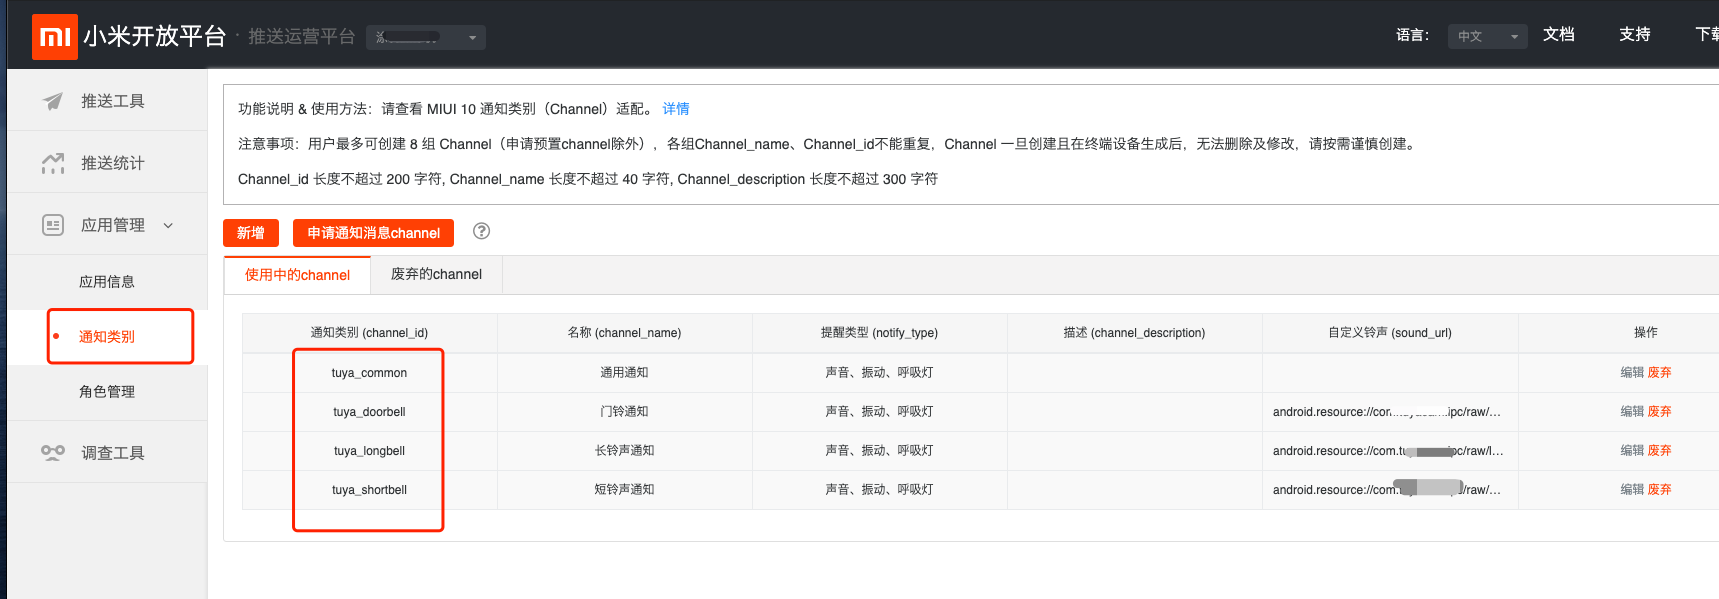 小米开放平台 · 推送运营平台
语言： 中文 文档 支持 下载
推送工具
推送统计
应用管理
应用信息
通知类别
角色管理
调查工具
功能说明 & 使用方法：请查看 MIUI 10 通知类别（Channel）适配。 详情
注意事项：用户最多可创建 8 组 Channel（申请预置channel除外），各组Channel_name、Channel_id不能重复，Channel 一旦创建且在终端设备生成后，无法删除及修改，请按需谨慎创建。
Channel_id 长度不超过 200 字符, Channel_name 长度不超过 40 字符, Channel_description 长度不超过 300 字符
新增 申请通知消息channel ?
使用中的channel 废弃的channel
通知类别 (channel_id) 名称 (channel_name) 提醒类型 (notify_type) 描述 (channel_description) 自定义铃声 (sound_url) 操作
tuya_common 通用通知 声音、振动、呼吸灯 编辑 废弃
tuya_doorbell 门铃通知 声音、振动、呼吸灯 android.resource://com. .ipc/raw/... 编辑 废弃
tuya_longbell 长铃声通知 声音、振动、呼吸灯 android.resource://com.tu pc/raw/l... 编辑 废弃
tuya_shortbell 短铃声通知 声音、振动、呼吸灯 android.resource://com. /raw/... 编辑 废弃